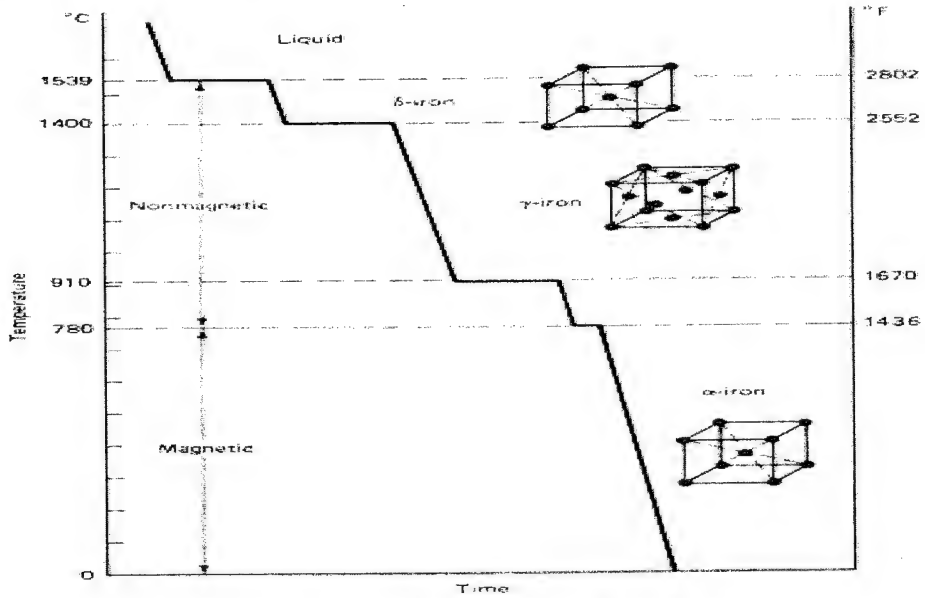 °C
°F
Liquid
1539
2802
δ-iron
1400
2552
Nonmagnetic
γ-iron
910
1670
Temperature
780
1436
α-iron
Magnetic
0
Time